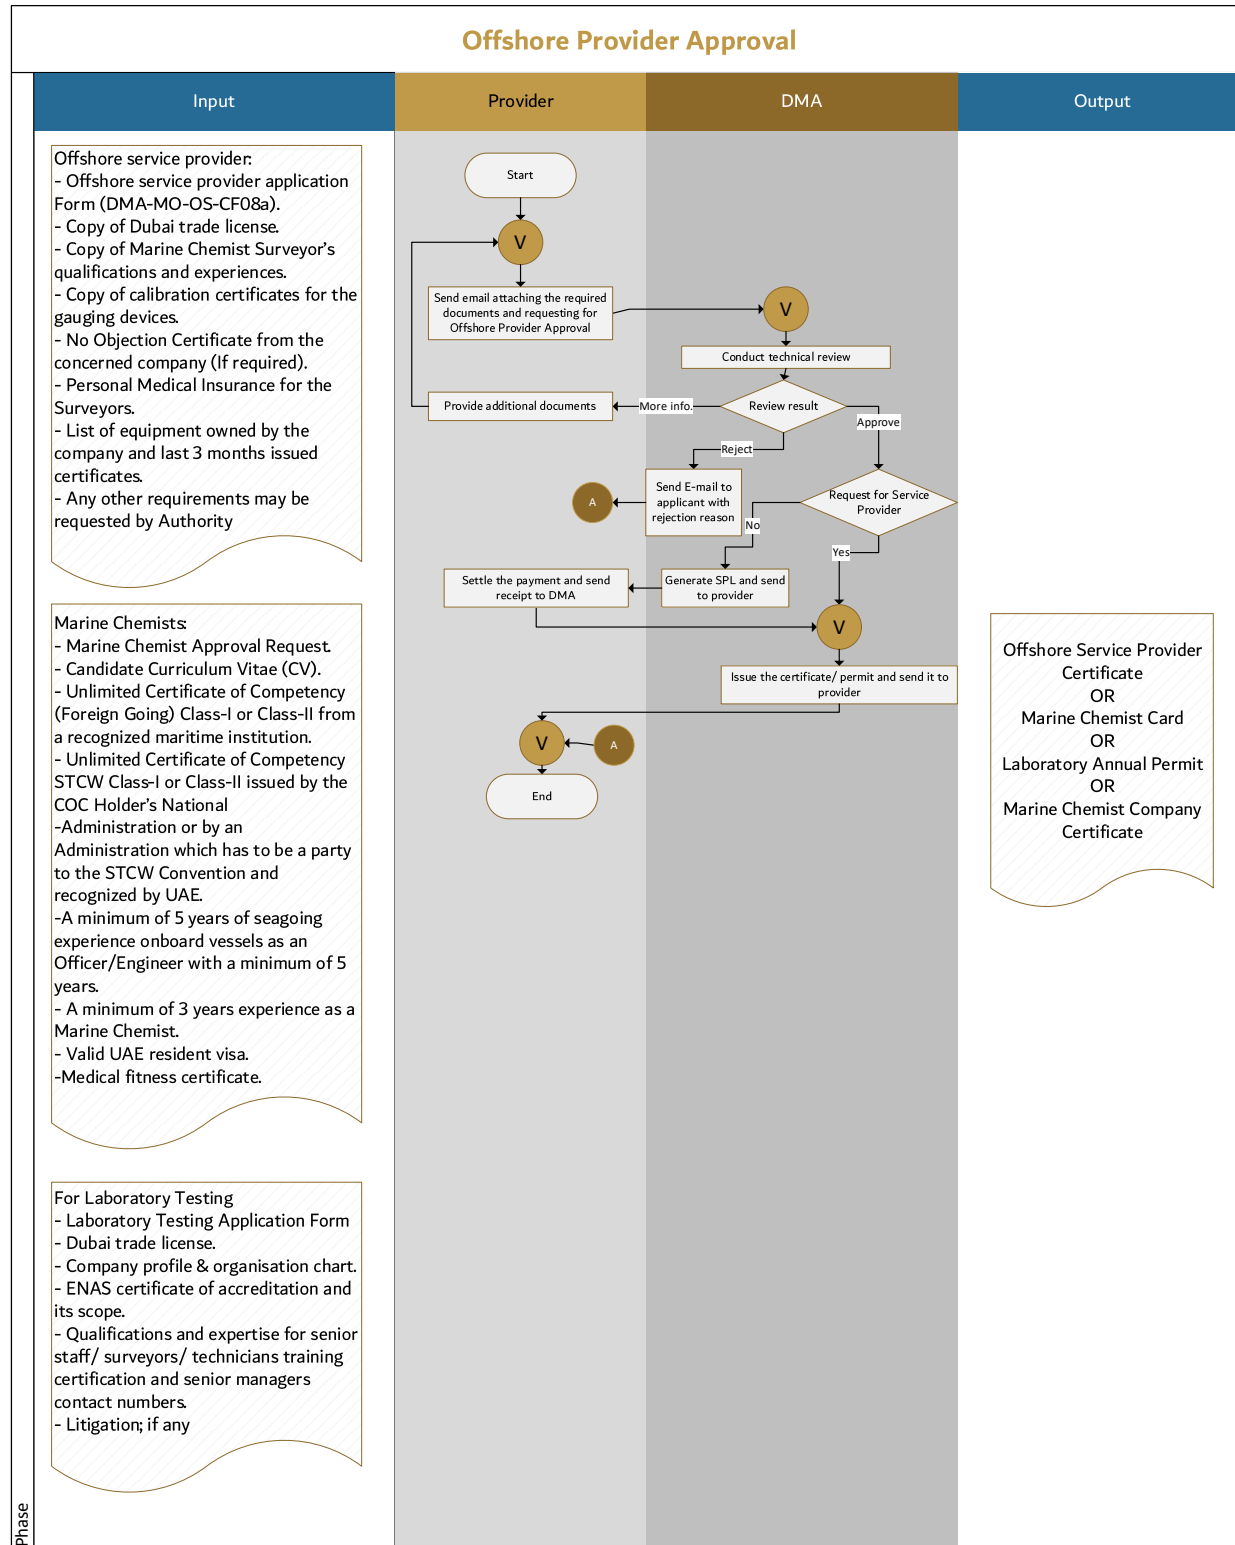 Offshore Provider Approval
Input
Provider
DMA
Output
Phase
Offshore service provider:
- Offshore service provider application
Form (DMA-MO-OS-CF08a).
- Copy of Dubai trade license.
- Copy of Marine Chemist Surveyor’s
qualifications and experiences.
- Copy of calibration certificates for the
gauging devices.
- No Objection Certificate from the
concerned company (If required).
- Personal Medical Insurance for the
Surveyors.
- List of equipment owned by the
company and last 3 months issued
certificates.
- Any other requirements may be
requested by Authority
Marine Chemists:
- Marine Chemist Approval Request.
- Candidate Curriculum Vitae (CV).
- Unlimited Certificate of Competency
(Foreign Going) Class-I or Class-II from
a recognized maritime institution.
- Unlimited Certificate of Competency
STCW Class-I or Class-II issued by the
COC Holder’s National
-Administration or by an
Administration which has to be a party
to the STCW Convention and
recognized by UAE.
-A minimum of 5 years of seagoing
experience onboard vessels as an
Officer/Engineer with a minimum of 5
years.
- A minimum of 3 years experience as a
Marine Chemist.
- Valid UAE resident visa.
-Medical fitness certificate.
For Laboratory Testing
- Laboratory Testing Application Form
- Dubai trade license.
- Company profile & organisation chart.
- ENAS certificate of accreditation and
its scope.
- Qualifications and expertise for senior
staff/ surveyors/ technicians training
certification and senior managers
contact numbers.
- Litigation; if any
Start
V
Send email attaching the required
documents and requesting for
Offshore Provider Approval
V
Conduct technical review
Review result
More info.
Provide additional documents
Approve
Reject
Send E-mail to
applicant with
rejection reason
A
Request for Service
Provider
No
Yes
Generate SPL and send
to provider
Settle the payment and send
receipt to DMA
V
Issue the certificate/ permit and send it to
provider
V
A
End
Offshore Service Provider
Certificate
OR
Marine Chemist Card
OR
Laboratory Annual Permit
OR
Marine Chemist Company
Certificate